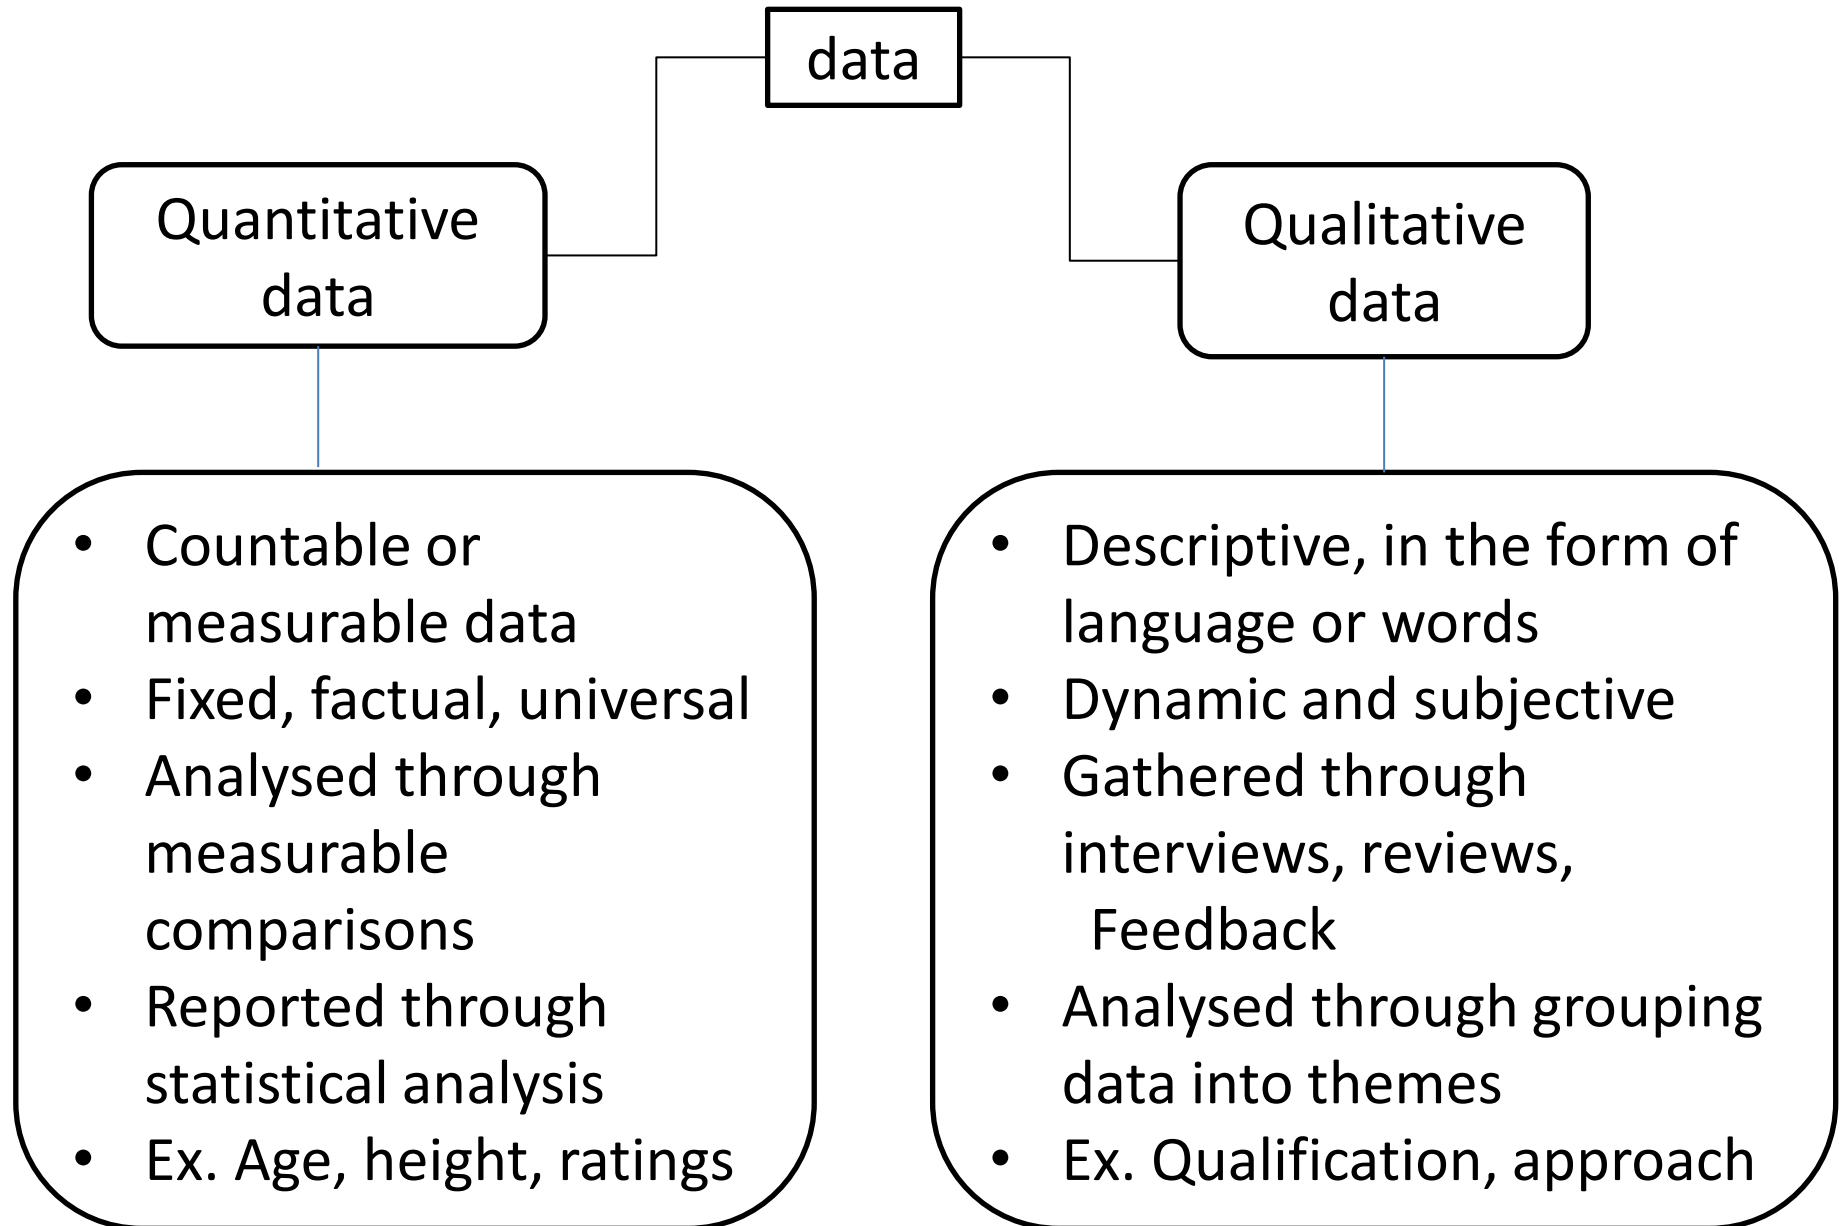 data
Quantitative
data
Qualitative
data
• Countable or
measurable data
• Fixed, factual, universal
• Analysed through
measurable
comparisons
• Reported through
statistical analysis
• Ex. Age, height, ratings
• Descriptive, in the form of
language or words
• Dynamic and subjective
• Gathered through
interviews, reviews,
Feedback
• Analysed through grouping
data into themes
• Ex. Qualification, approach